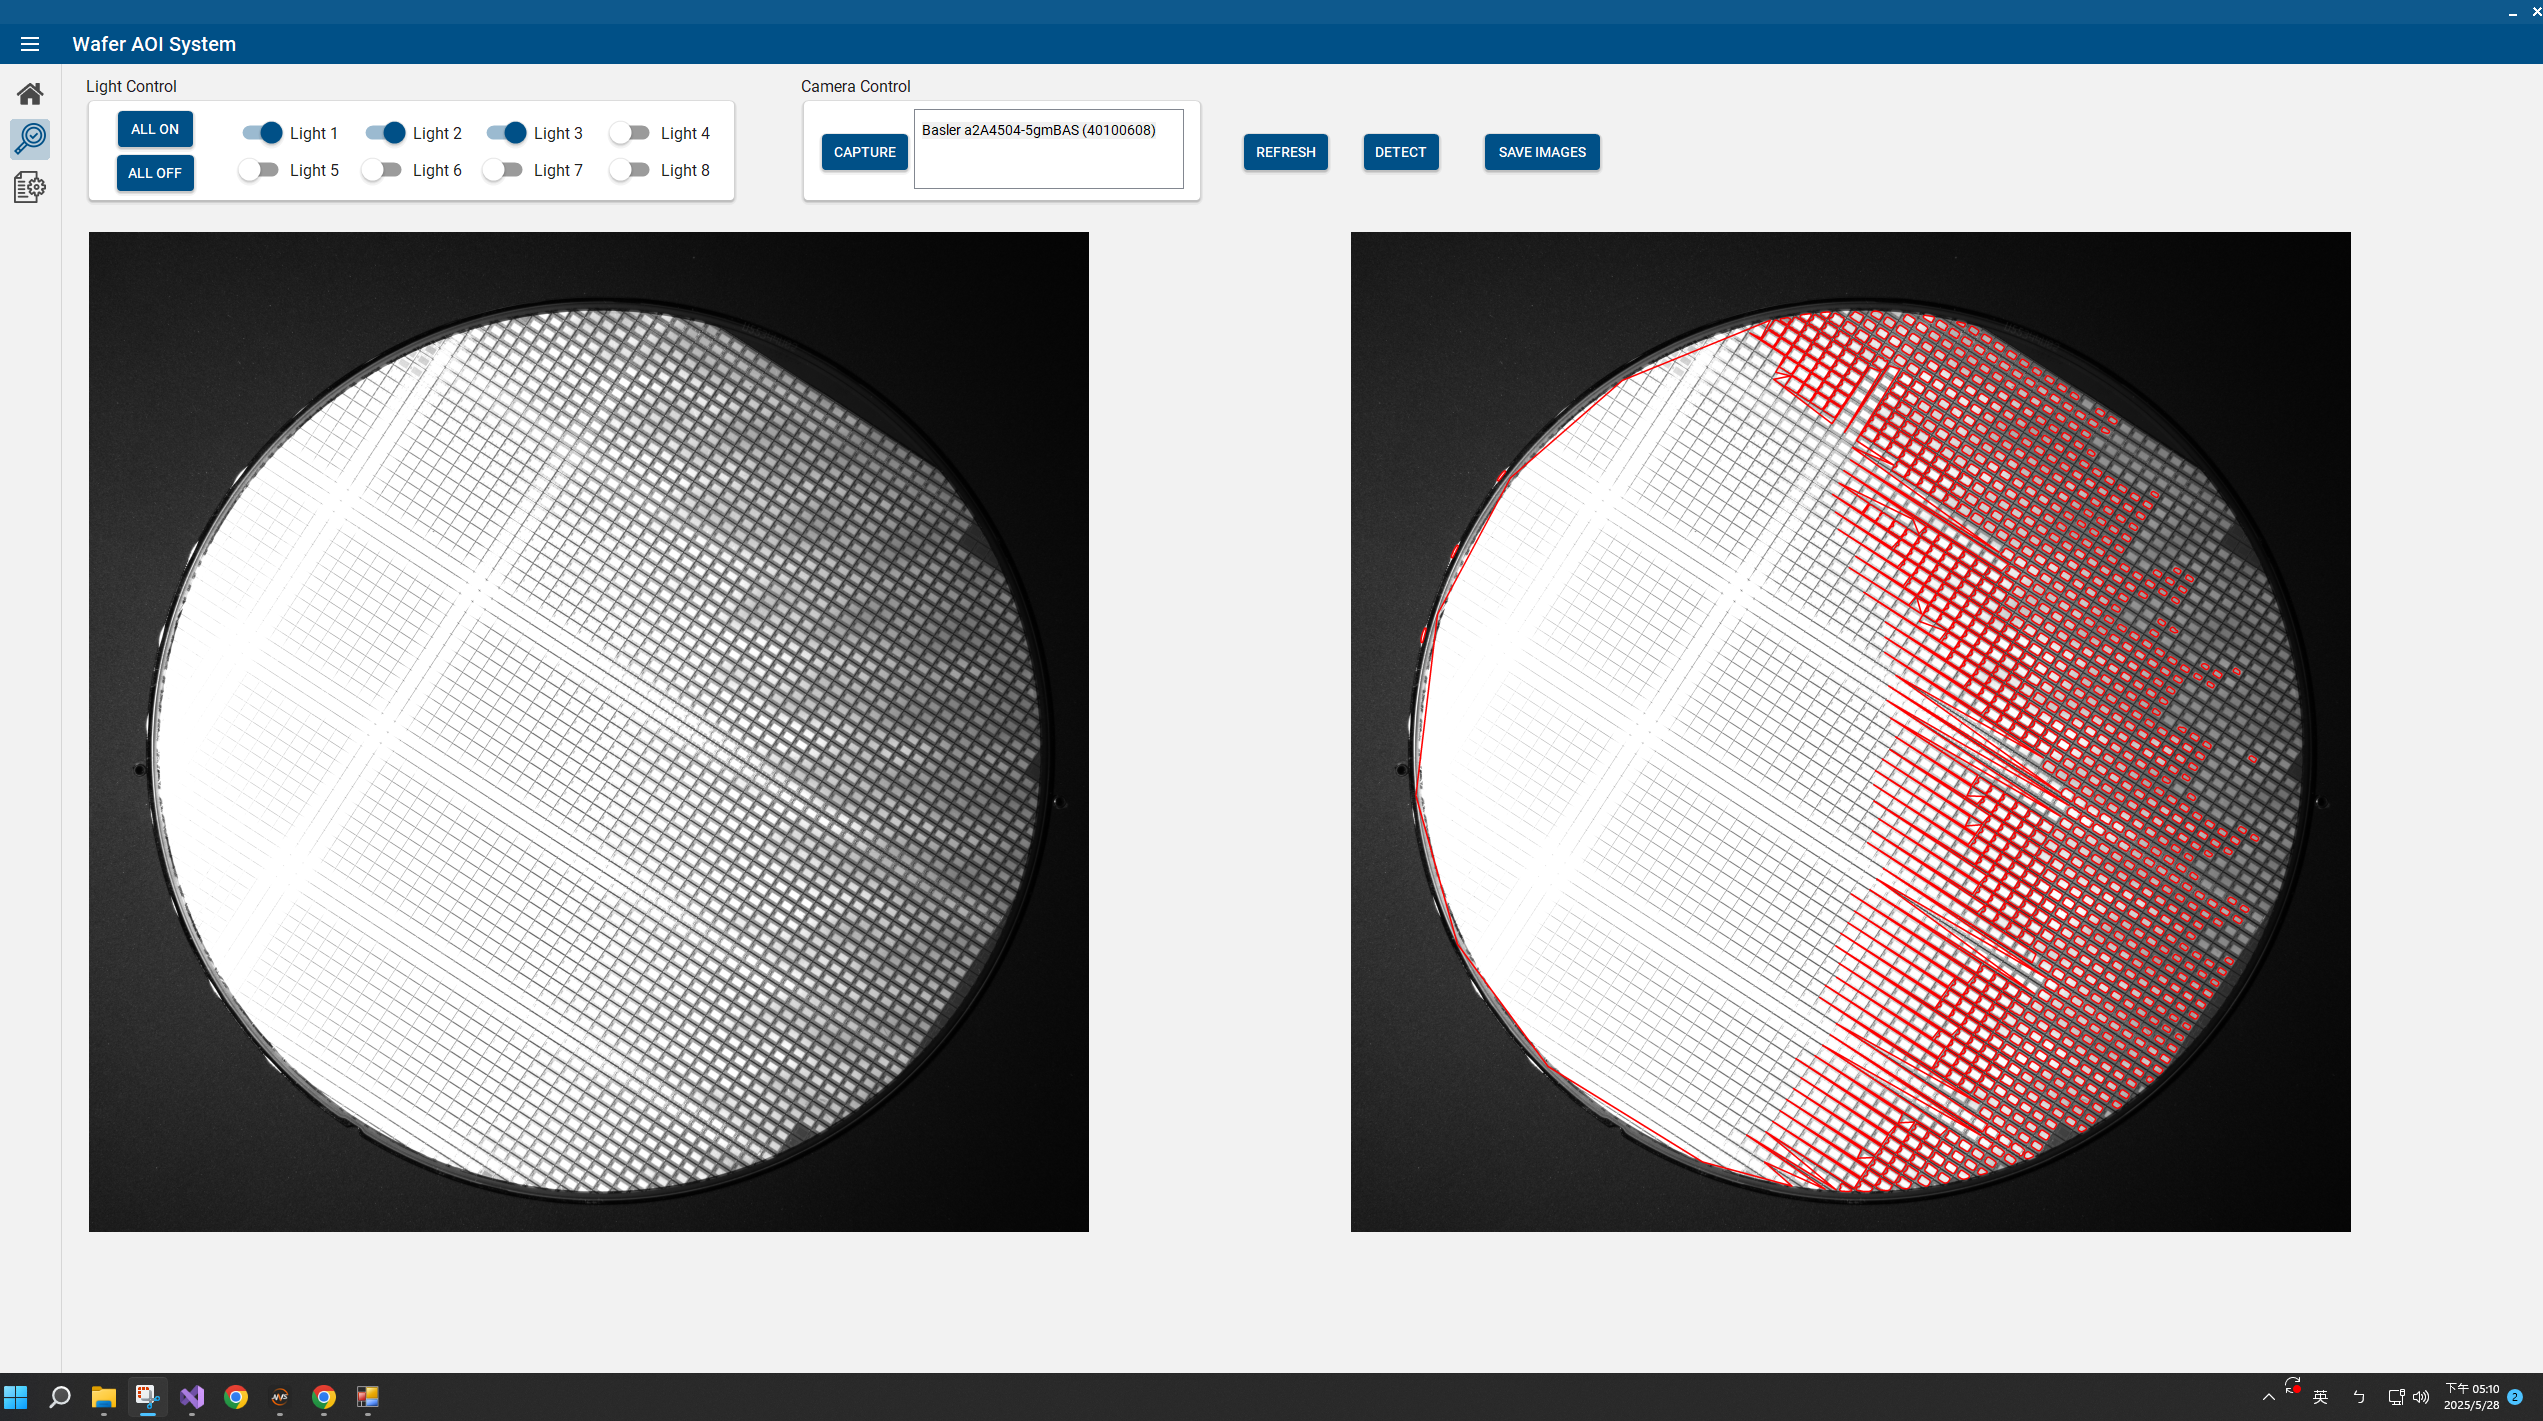 Wafer AOI System
Light Control
Camera Control
ALL ON
Light 1
Light 2
Light 3
Light 4
ALL OFF
Light 5
Light 6
Light 7
Light 8
CAPTURE
Basler a2A4504-5gmBAS (40100608)
REFRESH
DETECT
SAVE IMAGES
英
ㄅ
下午 05:10
2025/5/28
2